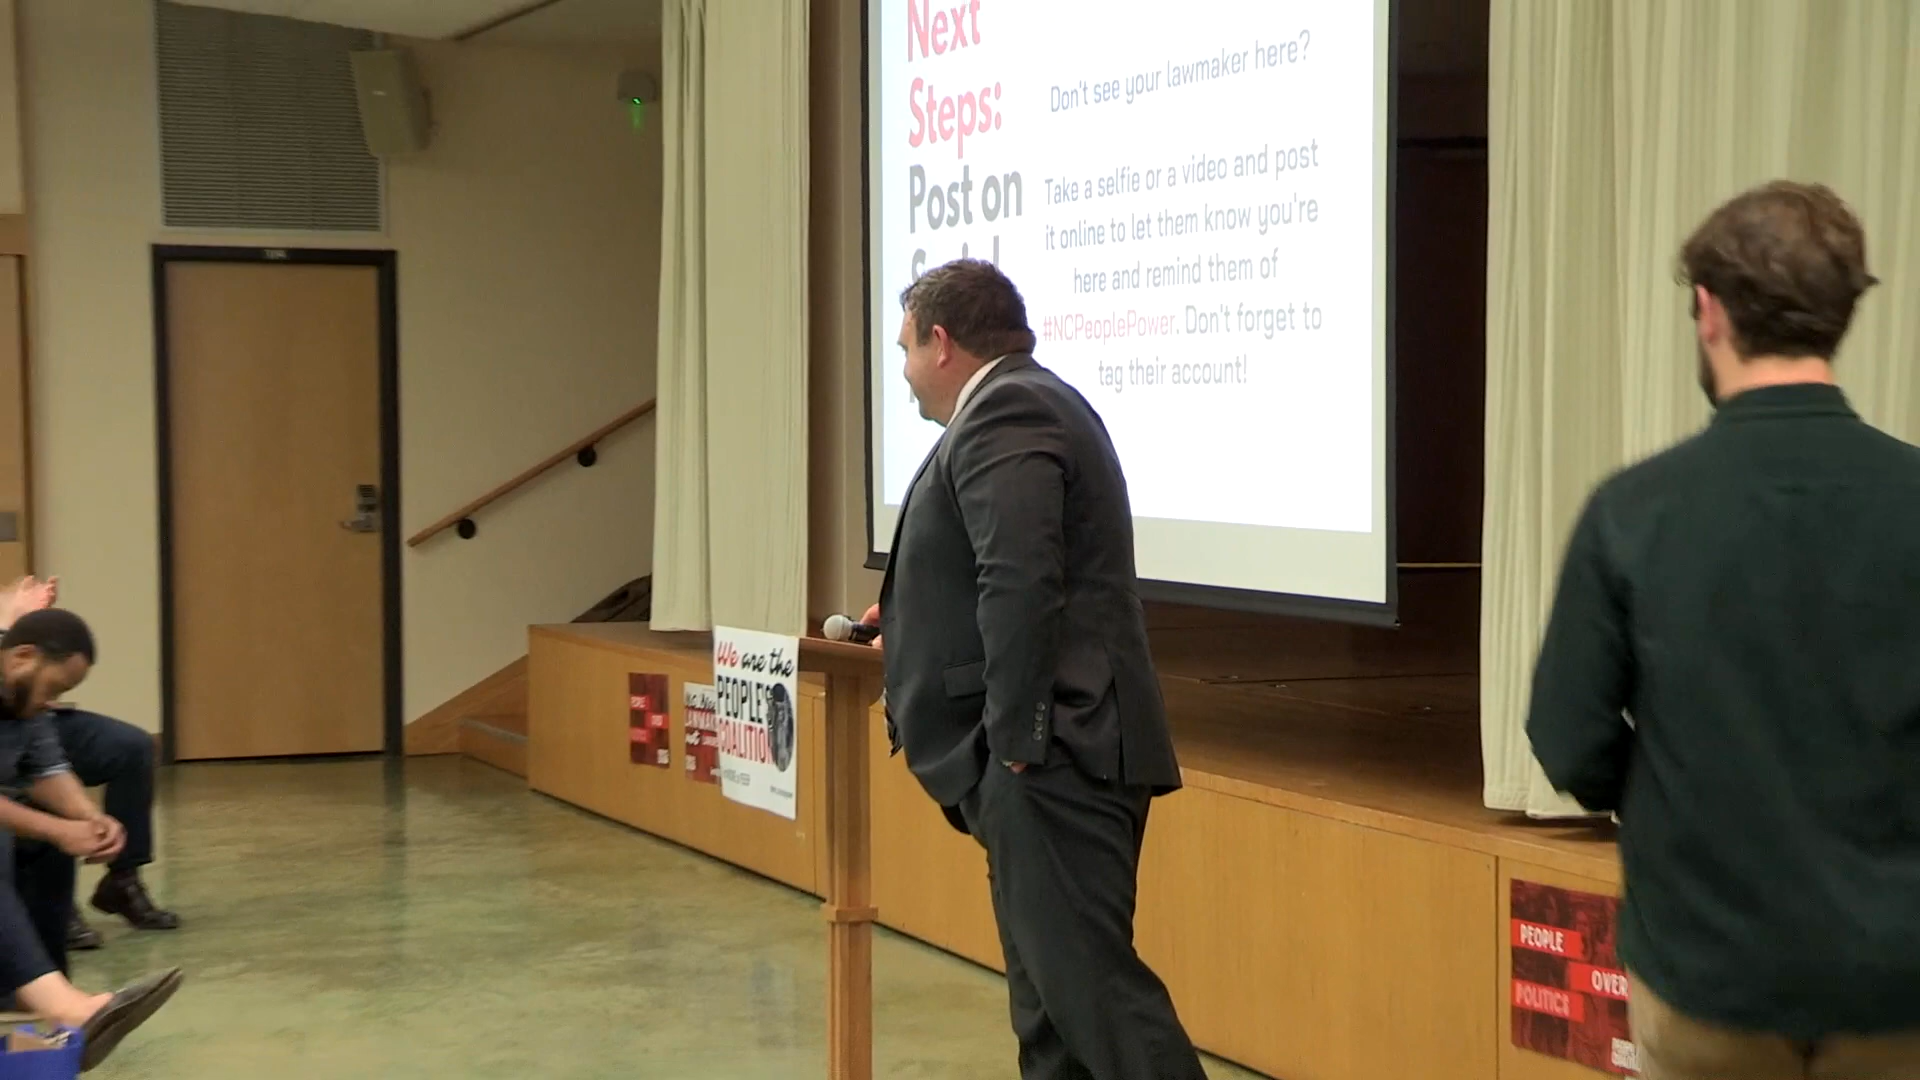 Next
Steps:
Post on
Social
Don't see your lawmaker here?
Take a selfie or a video and post
it online to let them know you're
here and remind them of
#NCPeoplePower. Don't forget to
tag their account!
We are the
PEOPLE'S
COALITION
PEOPLE
OVER
POLITICS